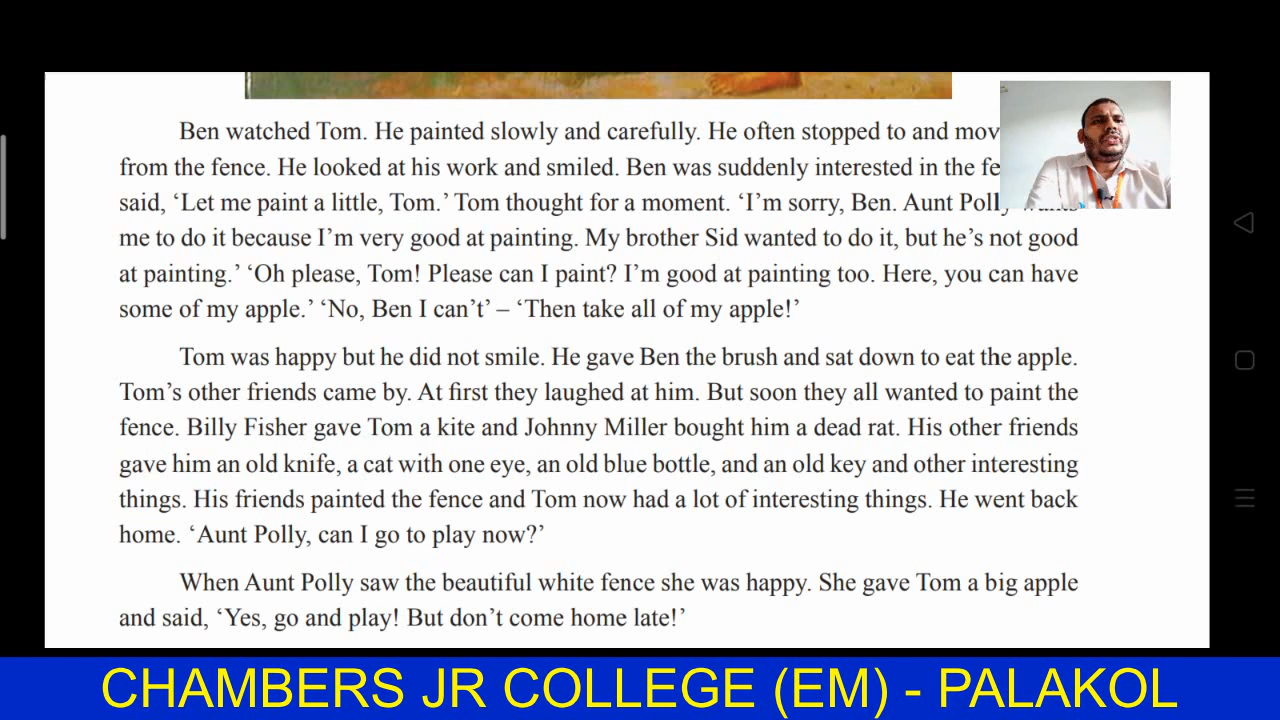 Ben watched Tom. He painted slowly and carefully. He often stopped to and mov
from the fence. He looked at his work and smiled. Ben was suddenly interested in the fe
said, ‘Let me paint a little, Tom.’ Tom thought for a moment. ‘I’m sorry, Ben. Aunt Polly wants
me to do it because I’m very good at painting. My brother Sid wanted to do it, but he’s not good
at painting.’ ‘Oh please, Tom! Please can I paint? I’m good at painting too. Here, you can have
some of my apple.’ ‘No, Ben I can’t’ – ‘Then take all of my apple!’
Tom was happy but he did not smile. He gave Ben the brush and sat down to eat the apple.
Tom’s other friends came by. At first they laughed at him. But soon they all wanted to paint the
fence. Billy Fisher gave Tom a kite and Johnny Miller bought him a dead rat. His other friends
gave him an old knife, a cat with one eye, an old blue bottle, and an old key and other interesting
things. His friends painted the fence and Tom now had a lot of interesting things. He went back
home. ‘Aunt Polly, can I go to play now?’
When Aunt Polly saw the beautiful white fence she was happy. She gave Tom a big apple
and said, ‘Yes, go and play! But don’t come home late!’
CHAMBERS JR COLLEGE (EM) - PALAKOL